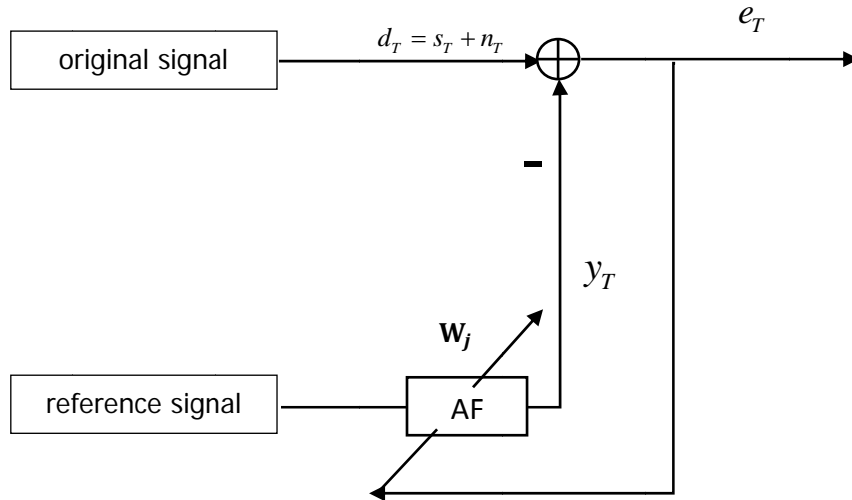 original signal
d_T = s_T + n_T
e_T
-
y_T
W_j
reference signal
AF